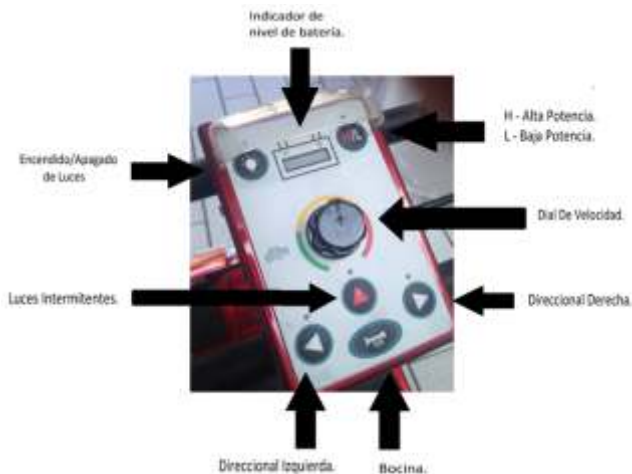 Indicador de
nivel de batería.
H - Alta Potencia.
L - Baja Potencia.
Encendido/Apagado
de Luces
Dial De Velocidad.
Luces Intermitentes.
Direccional Derecha.
Direccional Izquierda.
Bocina.